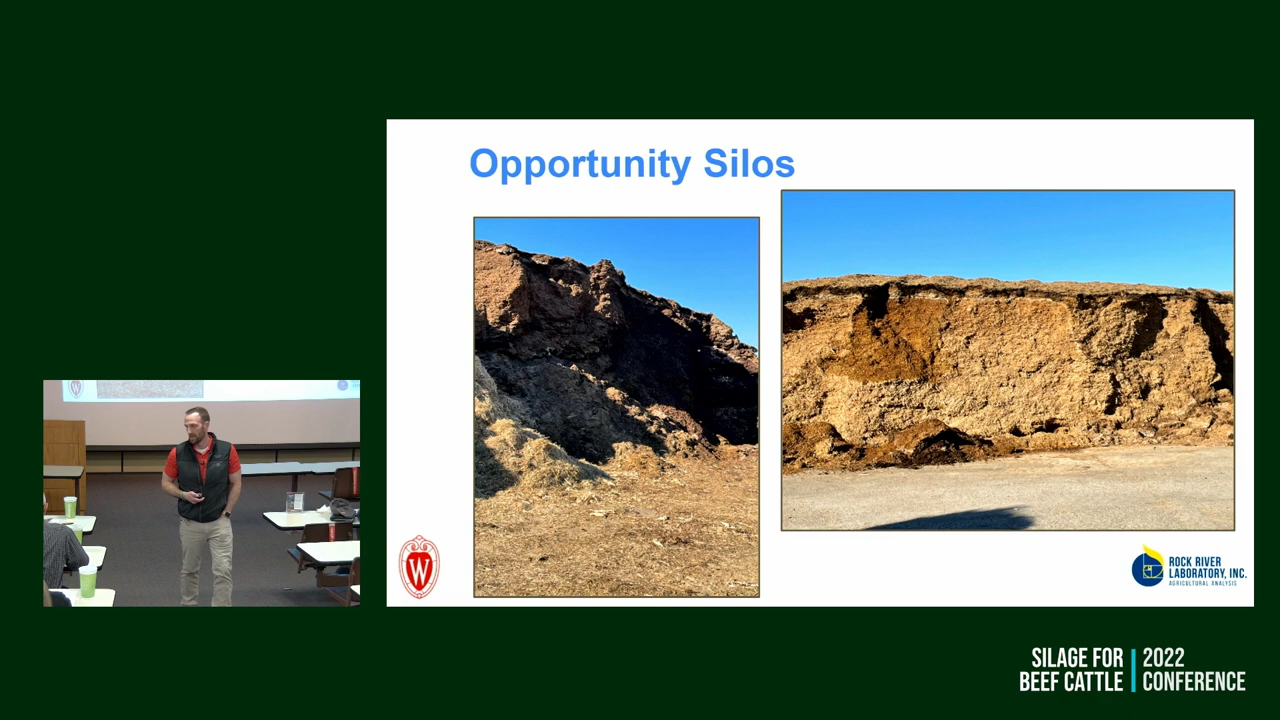 Opportunity Silos
W
ROCK RIVER
LABORATORY, INC.
AGRICULTURAL ANALYSIS
SILAGE FOR
BEEF CATTLE
2022
CONFERENCE